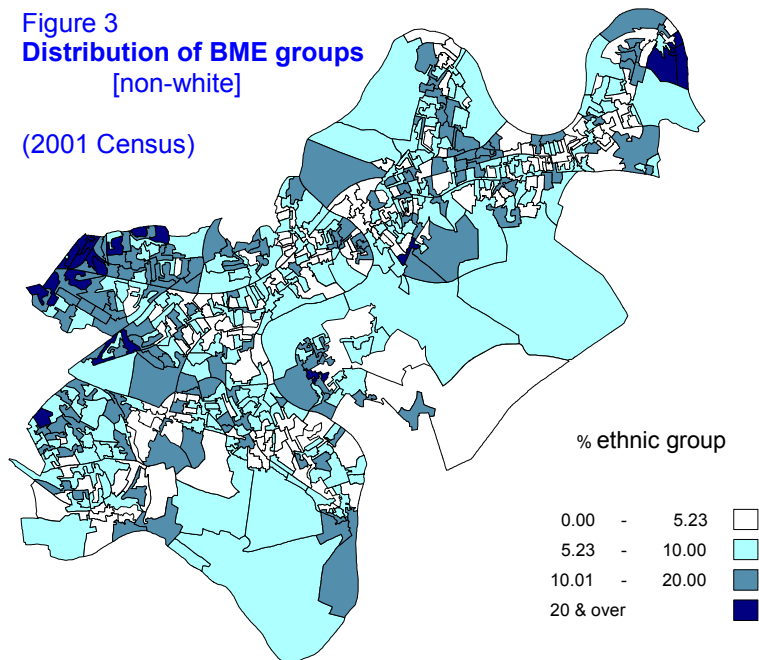 Figure 3
Distribution of BME groups
[non-white]
(2001 Census)
% ethnic group
0.00 - 5.23
5.23 - 10.00
10.01 - 20.00
20 & over